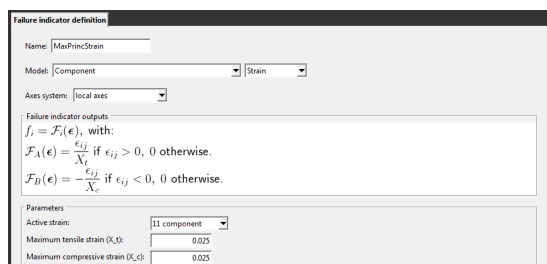 Failure indicator definition
Name: MaxPrincStrain
Model: Component Strain
Axes system: local axes
Failure indicator outputs
f_i = F_i(ϵ), with:
F_A(ϵ) = ϵ_ij / X_t if ϵ_ij > 0, 0 otherwise.
F_B(ϵ) = − ϵ_ij / X_c if ϵ_ij < 0, 0 otherwise.
Parameters
Active strain: 11 component
Maximum tensile strain (X_t): 0.025
Maximum compressive strain (X_c): 0.025